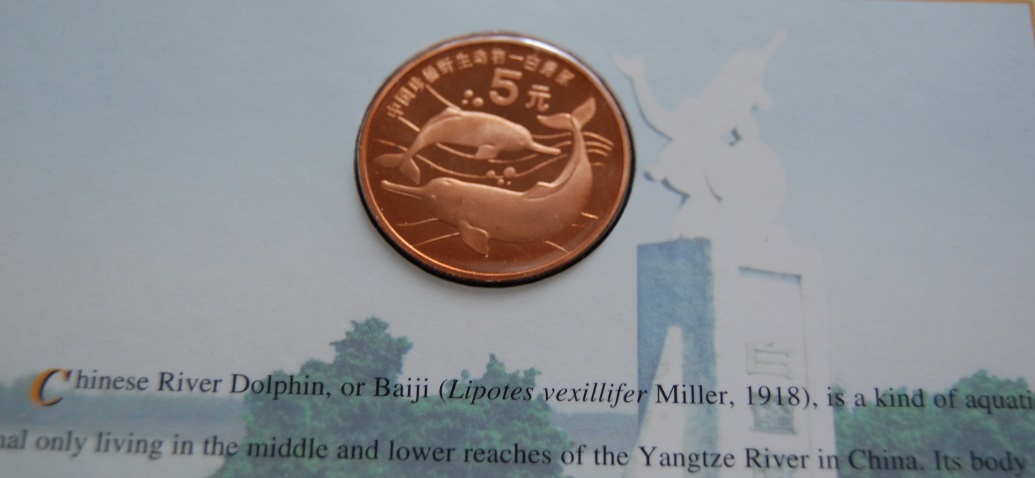 中国珍稀野生动物—白鱀豚
5元
Chinese River Dolphin, or Baiji (Lipotes vexillifer Miller, 1918), is a kind of aquati
nal only living in the middle and lower reaches of the Yangtze River in China. Its body